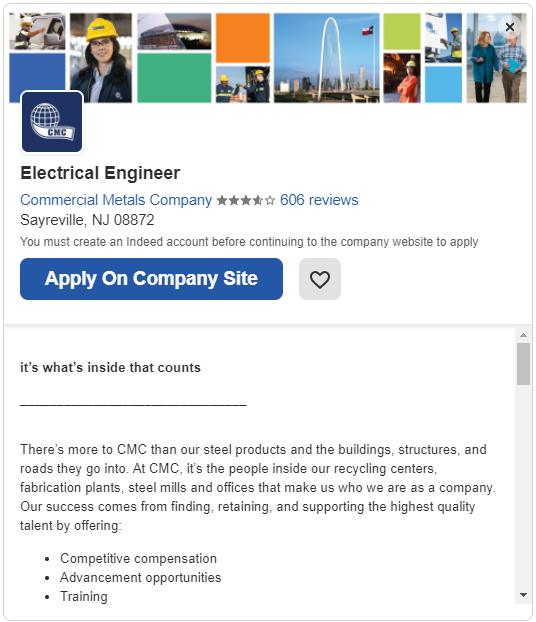 CMC
Electrical Engineer
Commercial Metals Company 606 reviews
Sayreville, NJ 08872
You must create an Indeed account before continuing to the company website to apply
Apply On Company Site
it’s what’s inside that counts
_______________________________
There’s more to CMC than our steel products and the buildings, structures, and
roads they go into. At CMC, it’s the people inside our recycling centers,
fabrication plants, steel mills and offices that make us who we are as a company.
Our success comes from finding, retaining, and supporting the highest quality
talent by offering:
• Competitive compensation
• Advancement opportunities
• Training